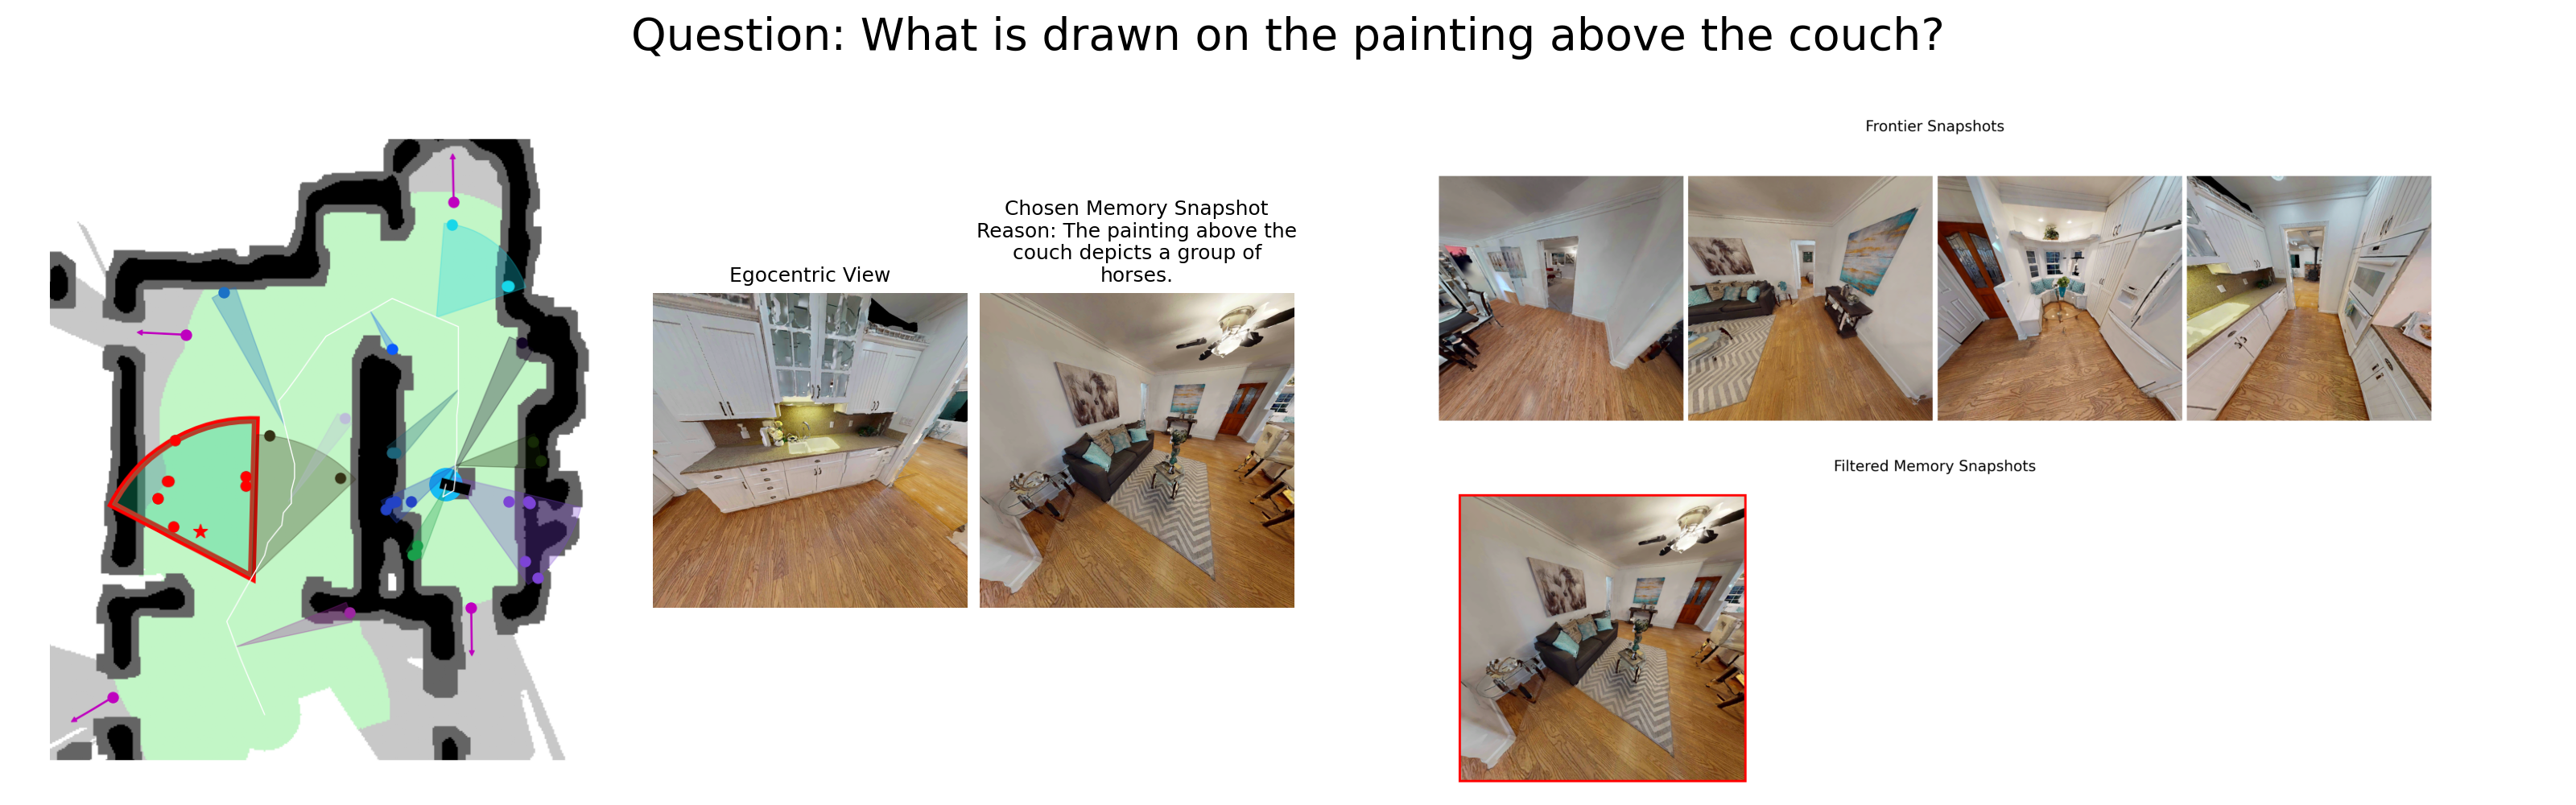 Question: What is drawn on the painting above the couch?
Frontier Snapshots
Chosen Memory Snapshot
Reason: The painting above the
couch depicts a group of
horses.
Egocentric View
Filtered Memory Snapshots